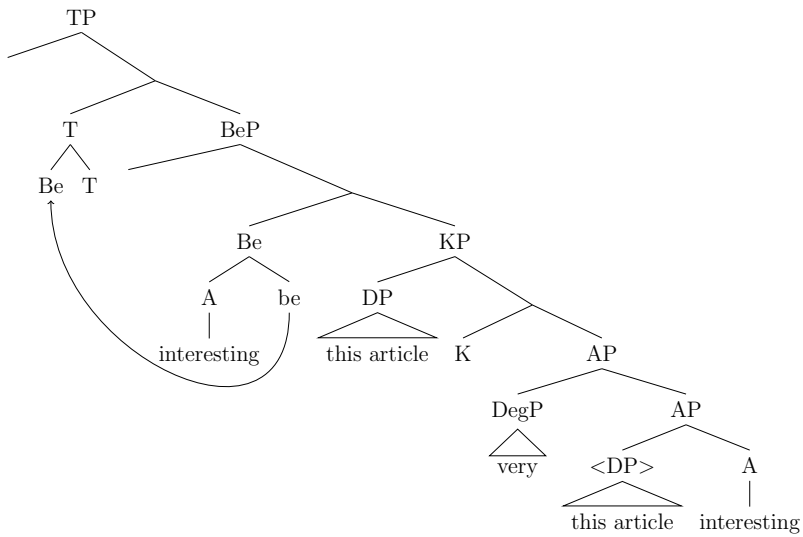 TP
T BeP
Be T
Be KP
A be DP
interesting this article K AP
DegP AP
very <DP> A
this article interesting